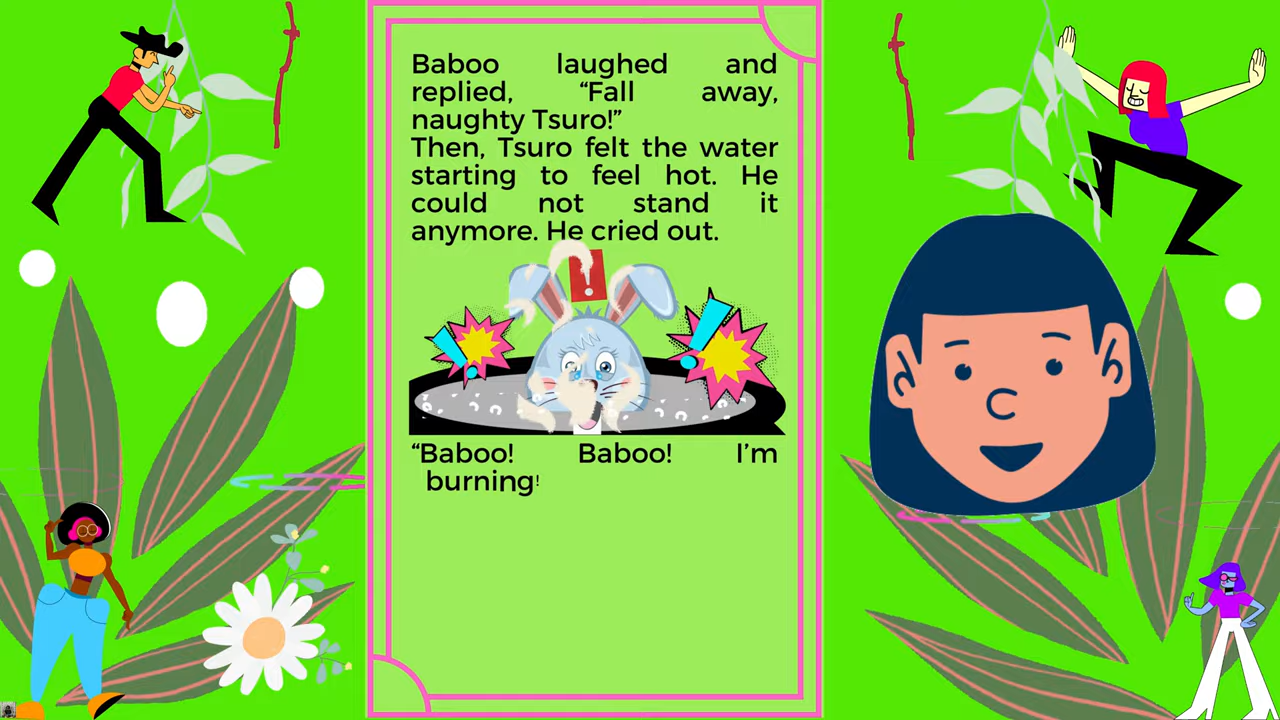 Baboo laughed and
replied, “Fall away,
naughty Tsuro!”
Then, Tsuro felt the water
starting to feel hot. He
could not stand it
anymore. He cried out.
“Baboo! Baboo! I’m
burning!